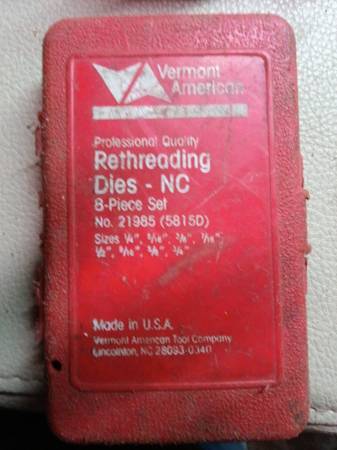 Vermont
American
Professional Quality
Rethreading
Dies - NC
8-Piece Set
No. 21985 (5815D)
Sizes ¼", 5/16", 3/8", 7/16",
½", 9/16", 5/8", ¾"
Made in U.S.A.
Vermont American Tool Company
Lincolnton, NC 28093-0340